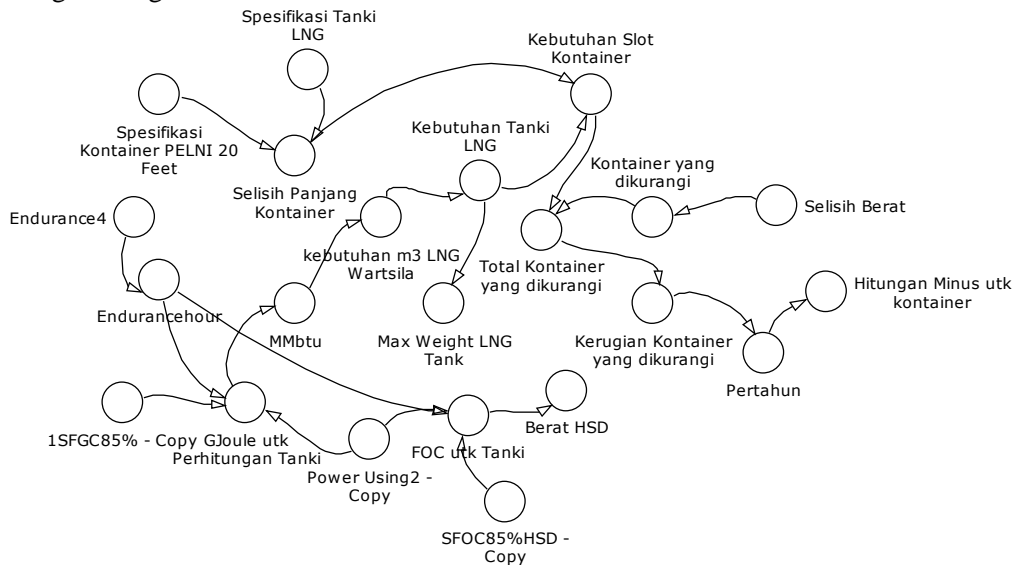 Spesifikasi Tanki
LNG
Kebutuhan Slot
Kontainer
Spesifikasi
Kontainer PELNI 20
Feet
Kebutuhan Tanki
LNG
Kontainer yang
dikurangi
Selisih Panjang
Kontainer
Selisih Berat
Endurance4
kebutuhan m3 LNG
Wartsila
Total Kontainer
yang dikurangi
Hitungan Minus utk
kontainer
Endurancehour
MMbtu
Max Weight LNG
Tank
Kerugian Kontainer
yang dikurangi
Pertahun
1SFGC85% - Copy
GJoule utk
Perhitungan Tanki
Berat HSD
FOC utk Tanki
Power Using2 -
Copy
SFOC85%HSD -
Copy